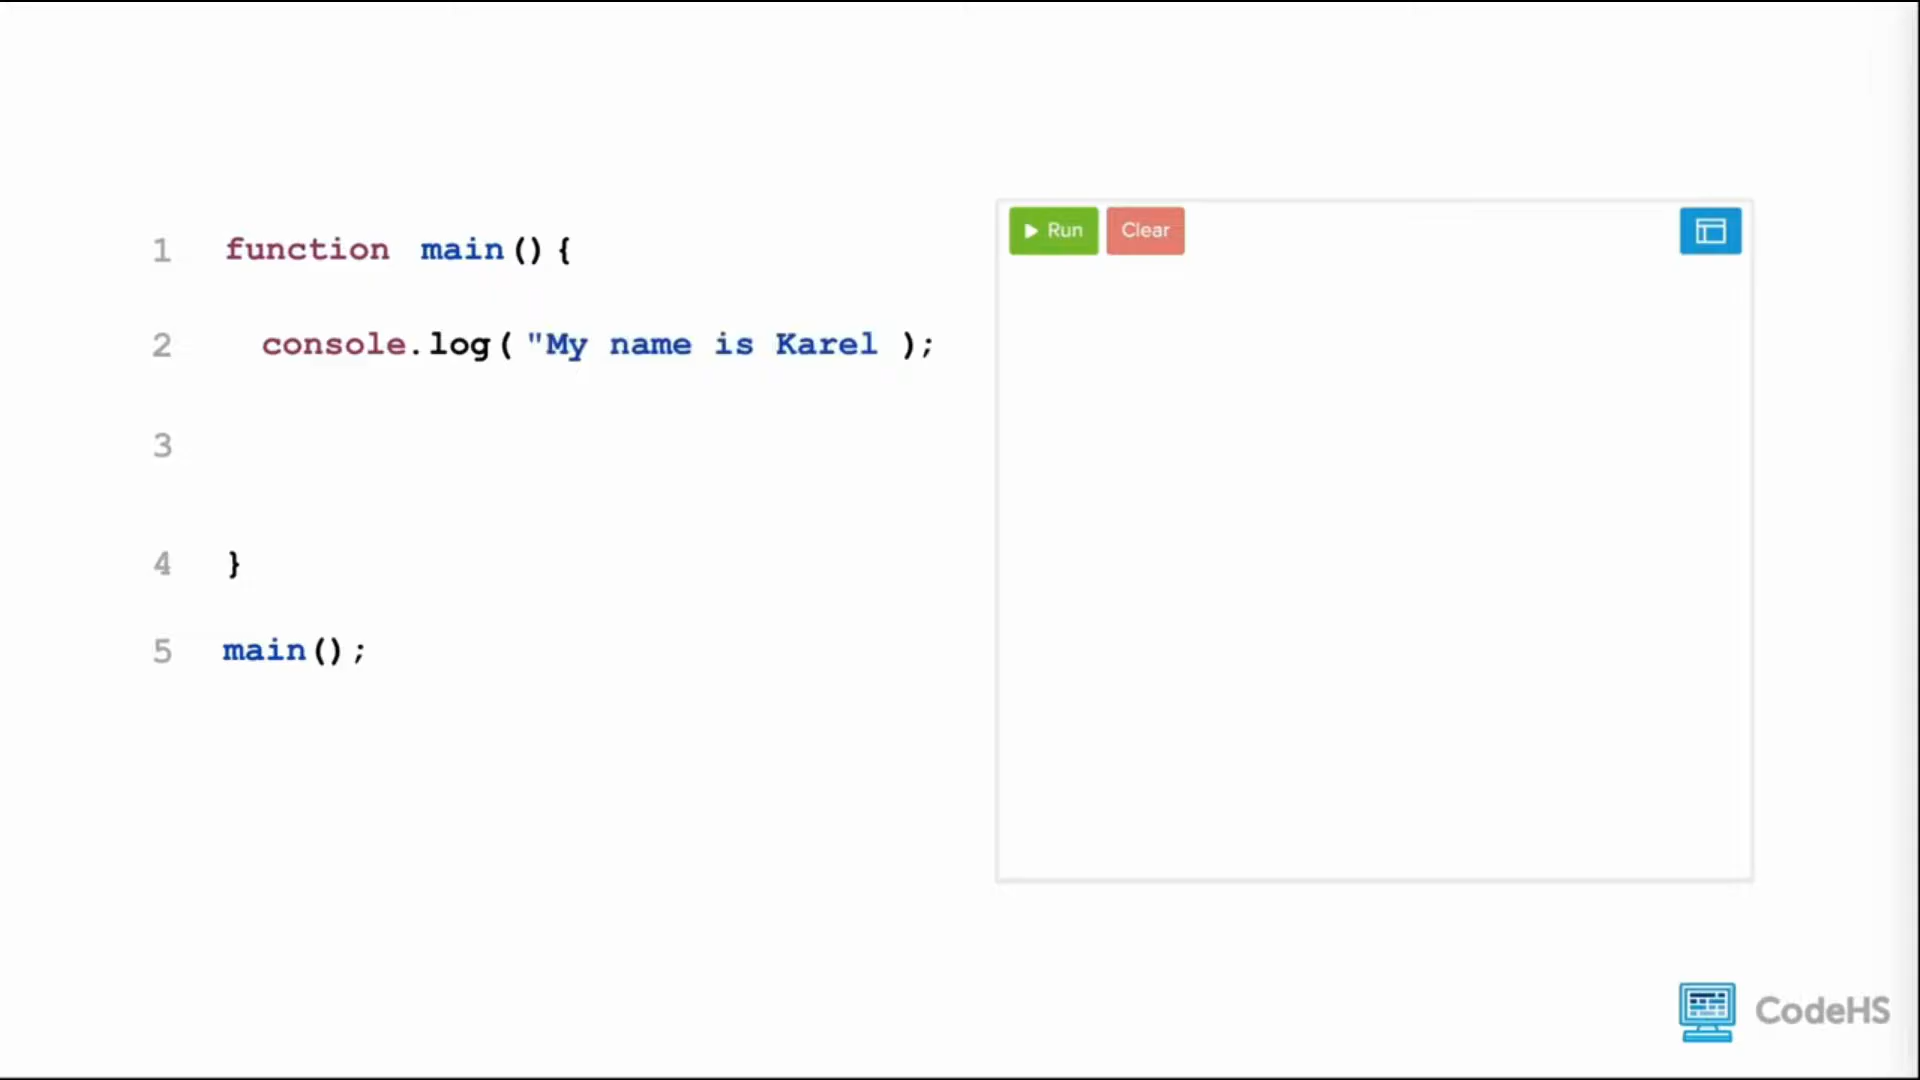 1 function main(){
2 console.log("My name is Karel );
3
4 }
5 main();
Run Clear
CodeHS